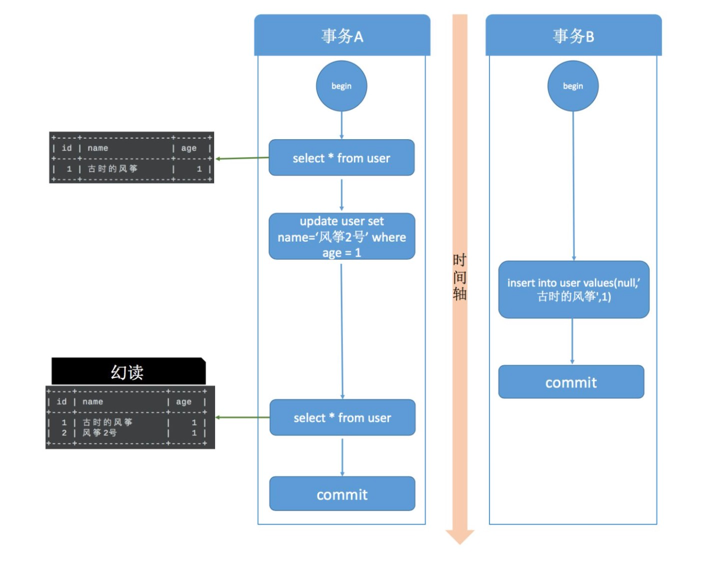 事务A
事务B
begin
begin
select * from user
+----+------------------+------+
| id | name | age |
+----+------------------+------+
| 1 | 古时的风筝 | 1 |
+----+------------------+------+
update user set
name=‘风筝2号’ where
age = 1
时间轴
insert into user values(null,’
古时的风筝',1)
commit
幻读
+----+------------------+------+
| id | name | age |
+----+------------------+------+
| 1 | 古时的风筝 | 1 |
| 2 | 风筝2号 | 1 |
+----+------------------+------+
select * from user
commit